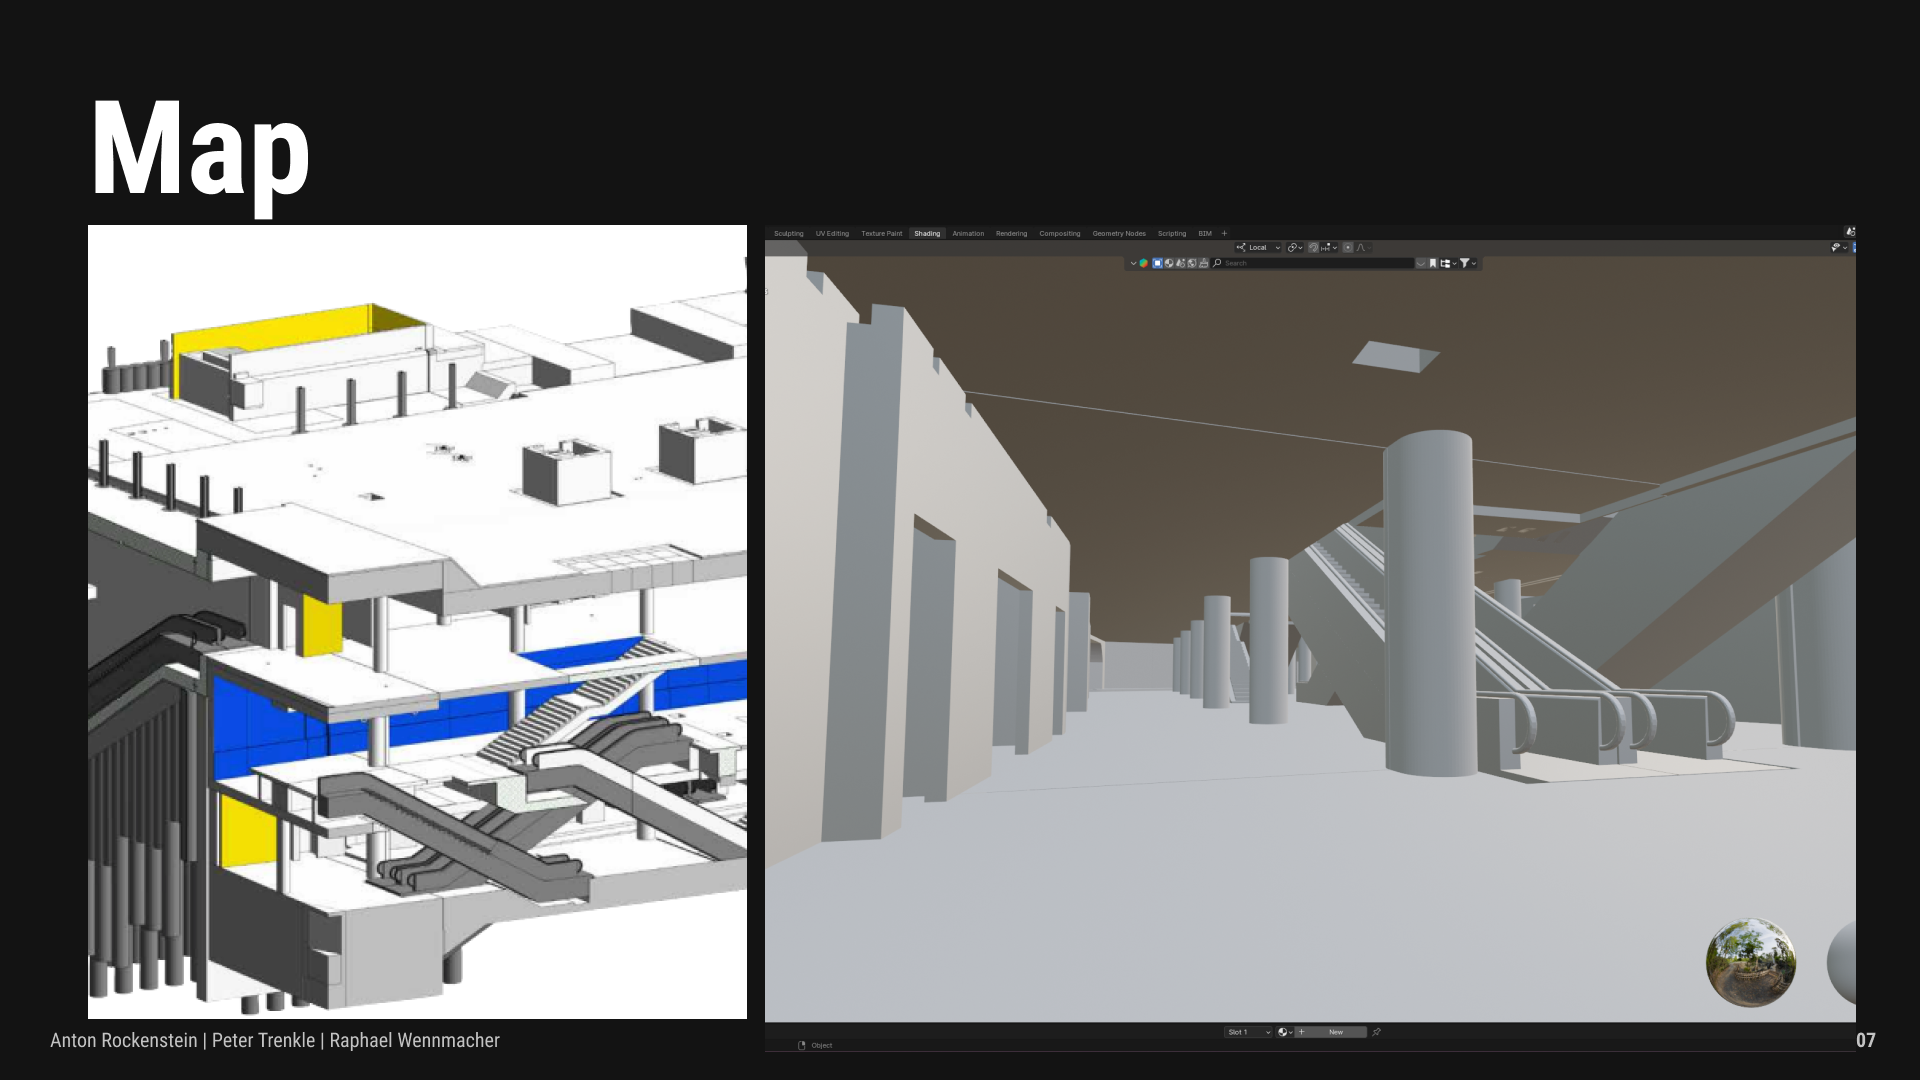 Map
Sculpting UV Editing Texture Paint Shading Animation Rendering Compositing Geometry Nodes Scripting BIM +
Local
Search
Slot 1 New
Object
Anton Rockenstein | Peter Trenkle | Raphael Wennmacher
07